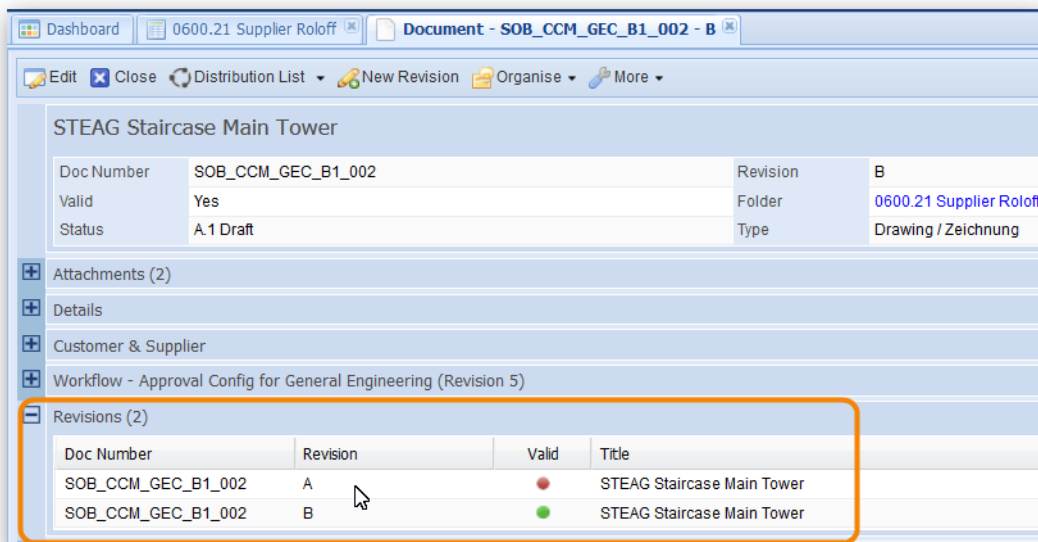 Dashboard 0600.21 Supplier Roloff Document - SOB_CCM_GEC_B1_002 - B
Edit Close Distribution List New Revision Organise More
STEAG Staircase Main Tower
Doc Number SOB_CCM_GEC_B1_002 Revision B
Valid Yes Folder 0600.21 Supplier Roloff
Status A.1 Draft Type Drawing / Zeichnung
Attachments (2)
Details
Customer & Supplier
Workflow - Approval Config for General Engineering (Revision 5)
Revisions (2)
Doc Number Revision Valid Title
SOB_CCM_GEC_B1_002 A STEAG Staircase Main Tower
SOB_CCM_GEC_B1_002 B STEAG Staircase Main Tower